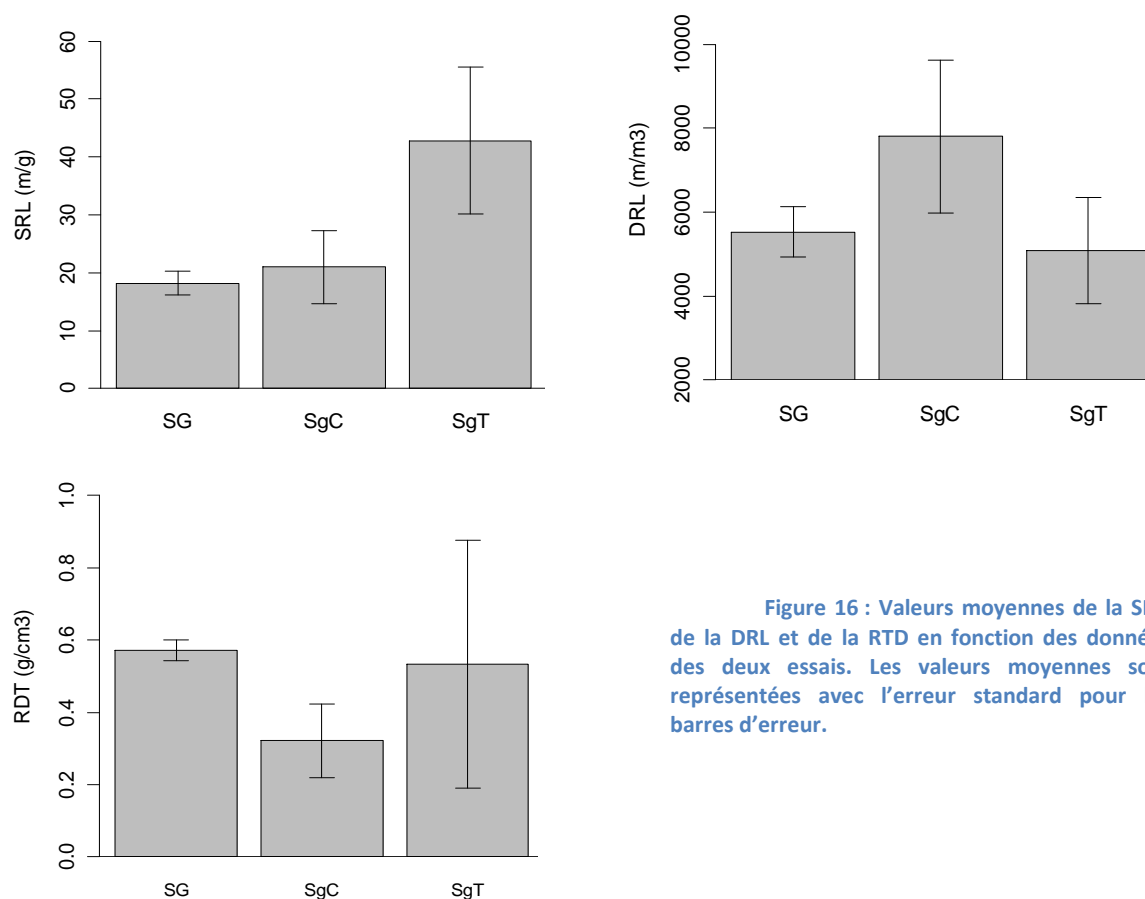 SRL (m/g)
0 10 20 30 40 50 60
SG SgC SgT
DRL (m/m3)
2000 4000 6000 8000 10000
SG SgC SgT
RDT (g/cm3)
0.0 0.2 0.4 0.6 0.8 1.0
SG SgC SgT
Figure 16 : Valeurs moyennes de la
de la DRL et de la RTD en fonction des
des deux essais. Les valeurs moyennes
représentées avec l’erreur standard pour
barres d’erreur.